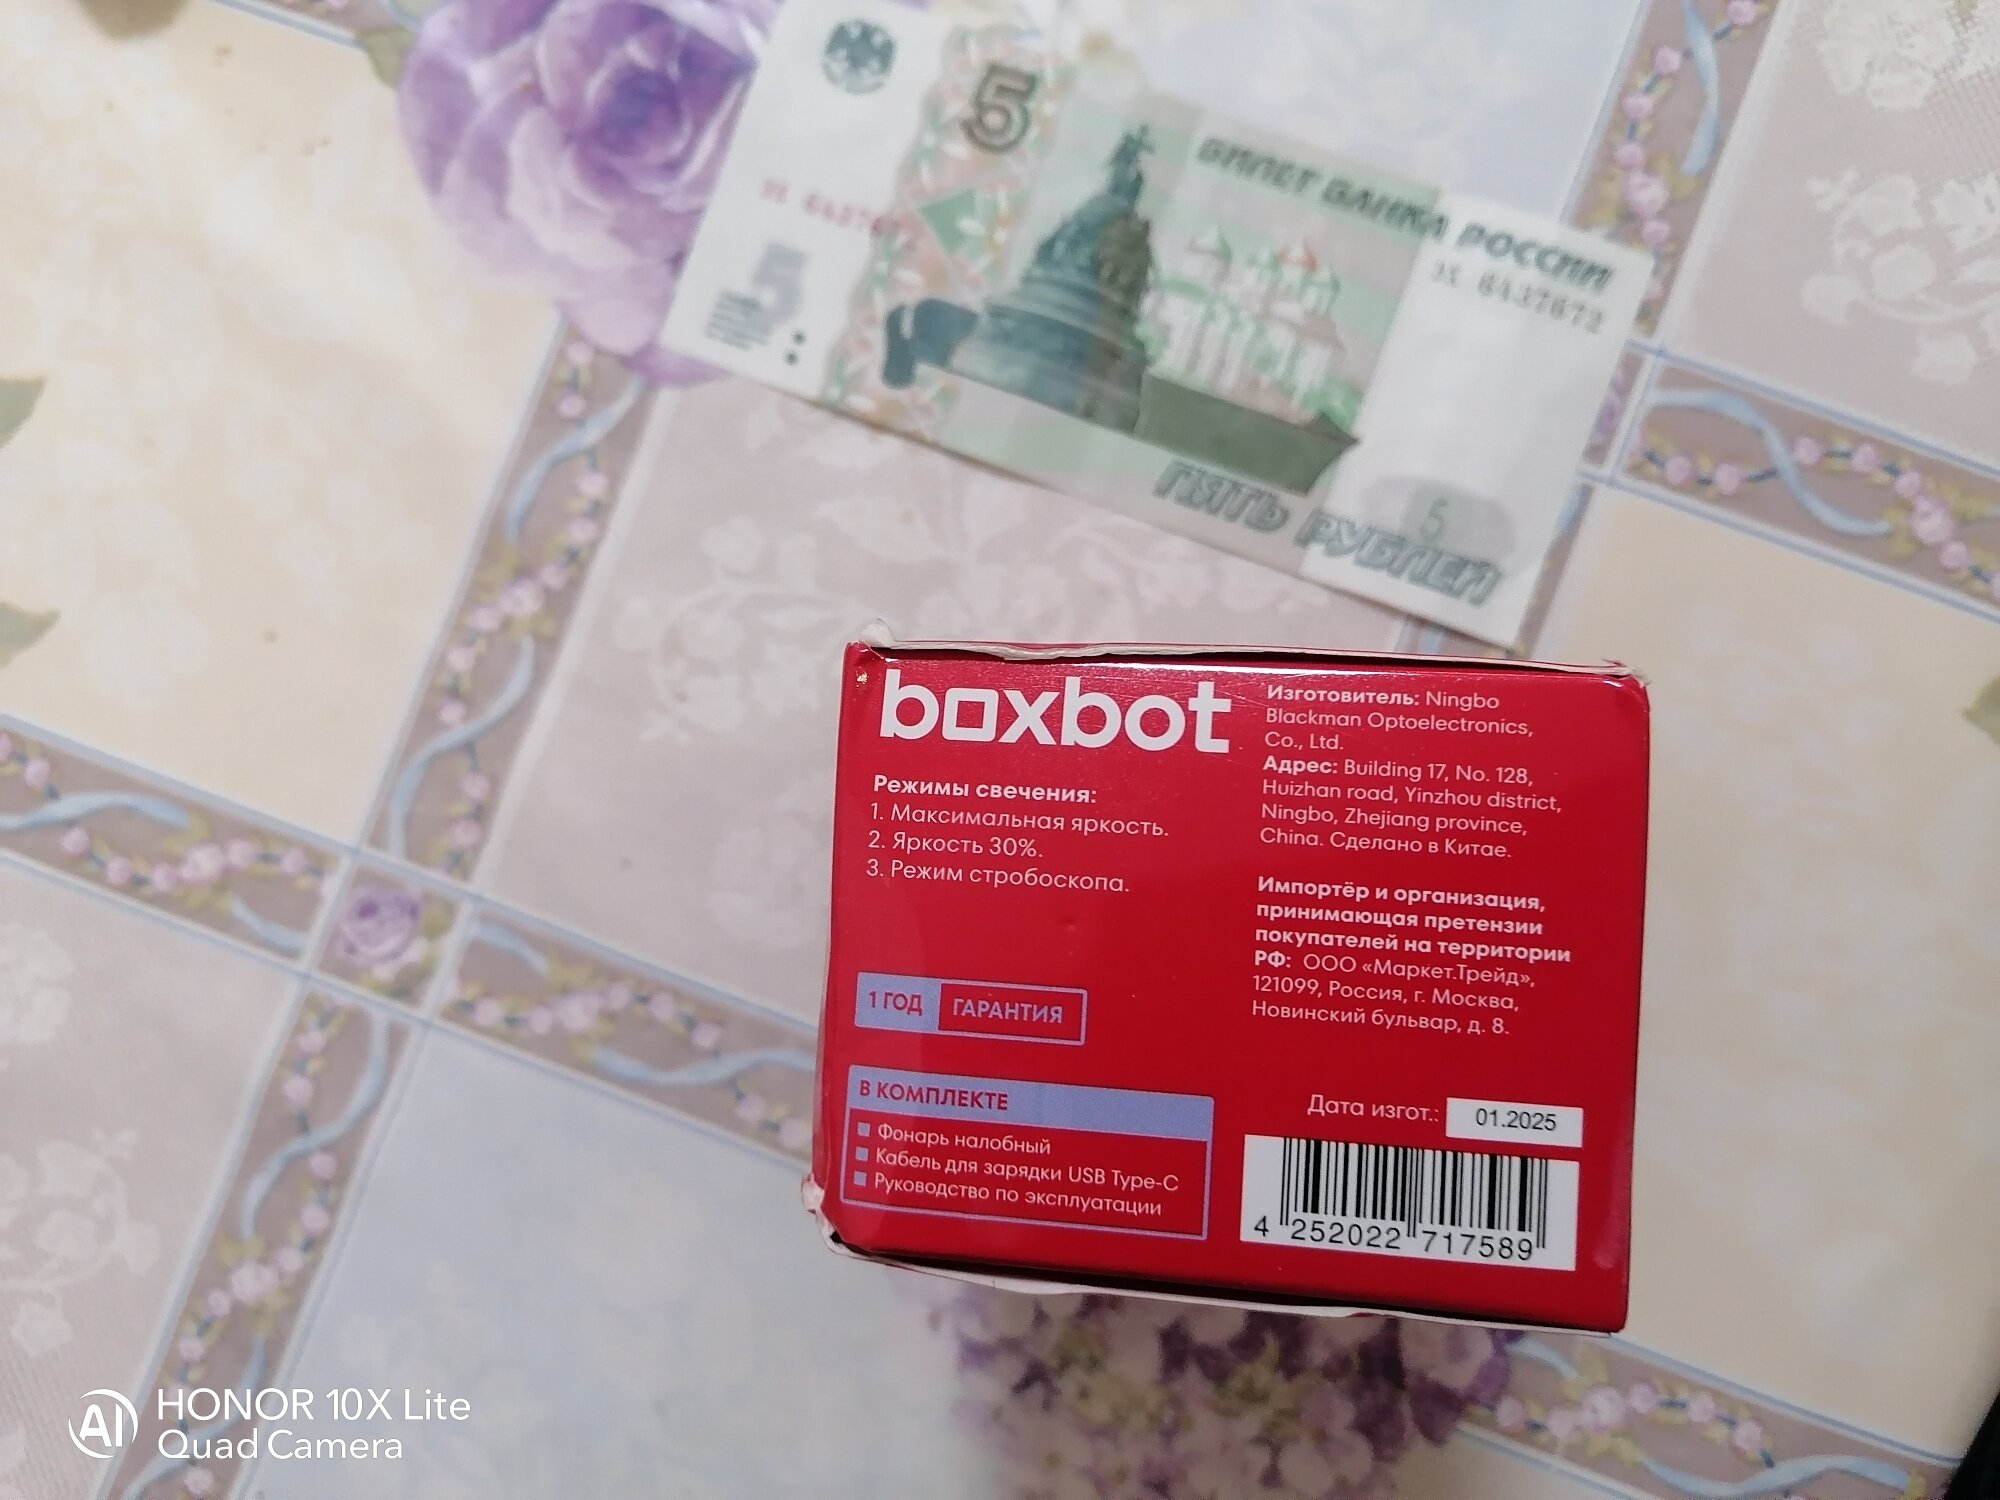 5
БИЛЕТ БАНКА РОССИИ
6437672
6437672
5
ПЯТЬ РУБЛЕЙ
5
boxbot
Режимы свечения:
1. Максимальная яркость.
2. Яркость 30%.
3. Режим стробоскопа.
1 ГОД ГАРАНТИЯ
В КОМПЛЕКТЕ
Фонарь налобный
Кабель для зарядки USB Type-C
Руководство по эксплуатации
Изготовитель: Ningbo
Blackman Optoelectronics,
Co., Ltd.
Адрес: Building 17, No. 128,
Huizhan road, Yinzhou district,
Ningbo, Zhejiang province,
China. Сделано в Китае.
Импортёр и организация,
принимающая претензии
покупателей на территории
РФ: ООО «Маркет.Трейд»,
121099, Россия, г. Москва,
Новинский бульвар, д. 8.
Дата изгот.: 01.2025
4 252022 717589
AI HONOR 10X Lite
Quad Camera